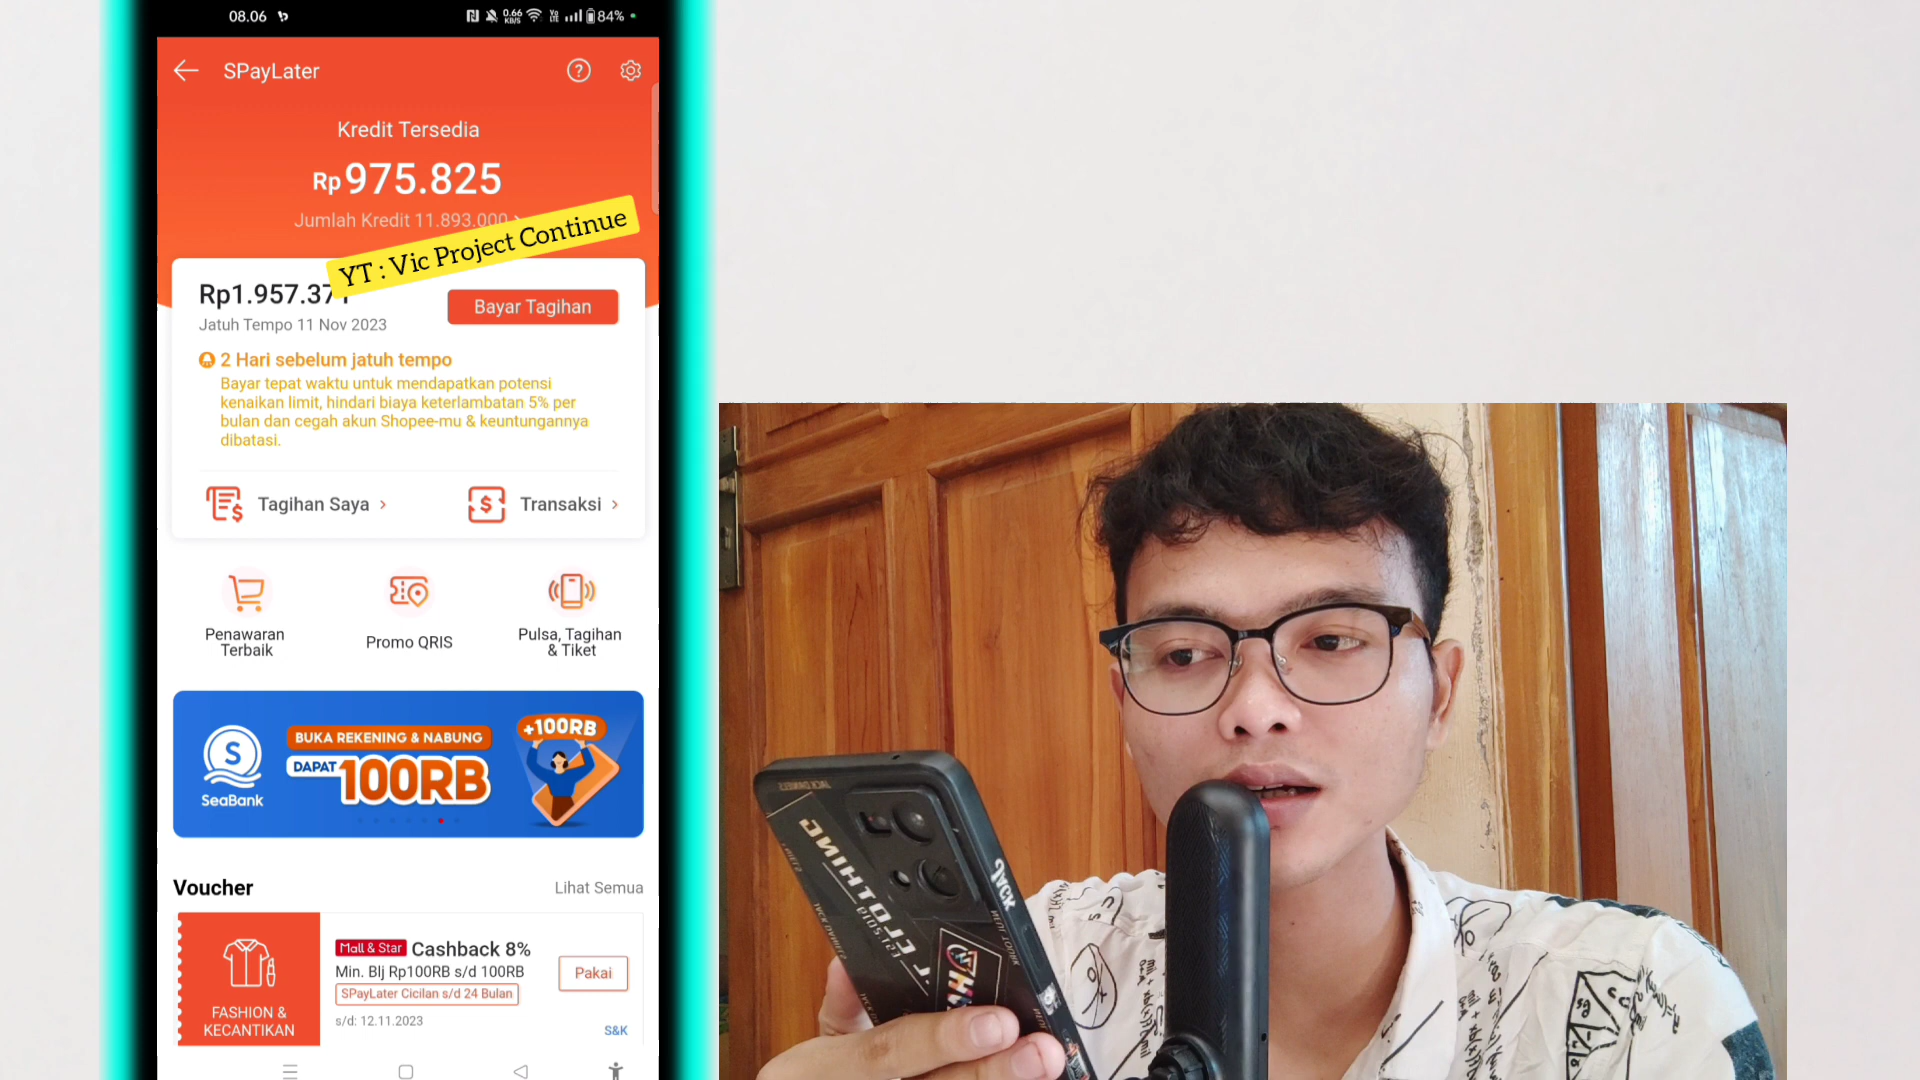 08.06
0.66
KB/S
84%
SPayLater
Kredit Tersedia
Rp975.825
Jumlah Kredit 11.893.000
YT : Vic Project Continue
Jatuh Tempo 11 Nov 2023
Bayar Tagihan
2 Hari sebelum jatuh tempo
Bayar tepat waktu untuk mendapatkan potensi
kenaikan limit, hindari biaya keterlambatan 5% per
bulan dan cegah akun Shopee-mu & keuntungannya
dibatasi.
Tagihan Saya
Transaksi
Penawaran
Terbaik
Promo QRIS
Pulsa, Tagihan
& Tiket
SeaBank
BUKA REKENING & NABUNG
DAPAT 100RB
+100RB
Voucher
Lihat Semua
FASHION &
KECANTIKAN
Mall & Star Cashback 8%
Min. Blj Rp100RB s/d 100RB
SPayLater Cicilan s/d 24 Bulan
s/d: 12.11.2023
Pakai
S&K
JACK